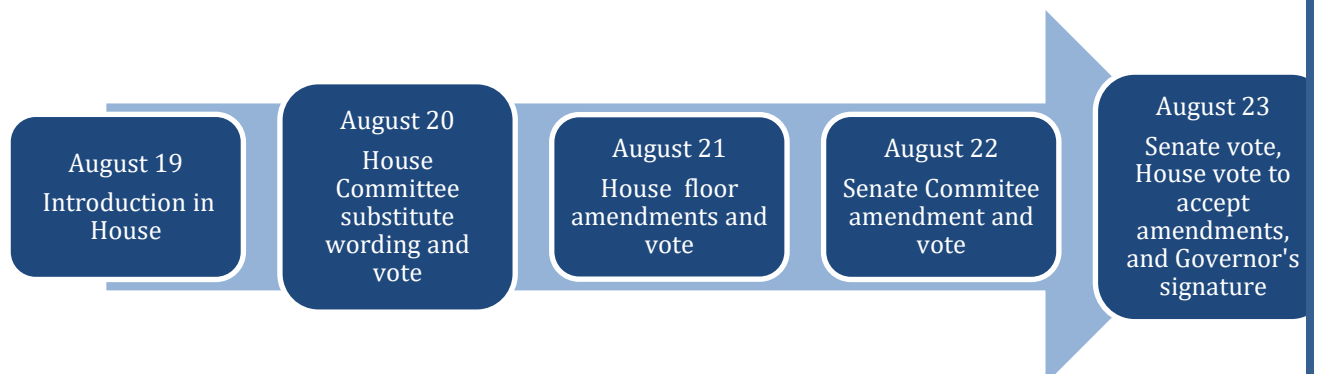 August 19
Introduction in
House
August 20
House
Committee
substitute
wording and
vote
August 21
House floor
amendments and
vote
August 22
Senate Commitee
amendment and
vote
August 23
Senate vote,
House vote to
accept
amendments,
and Governor's
signature